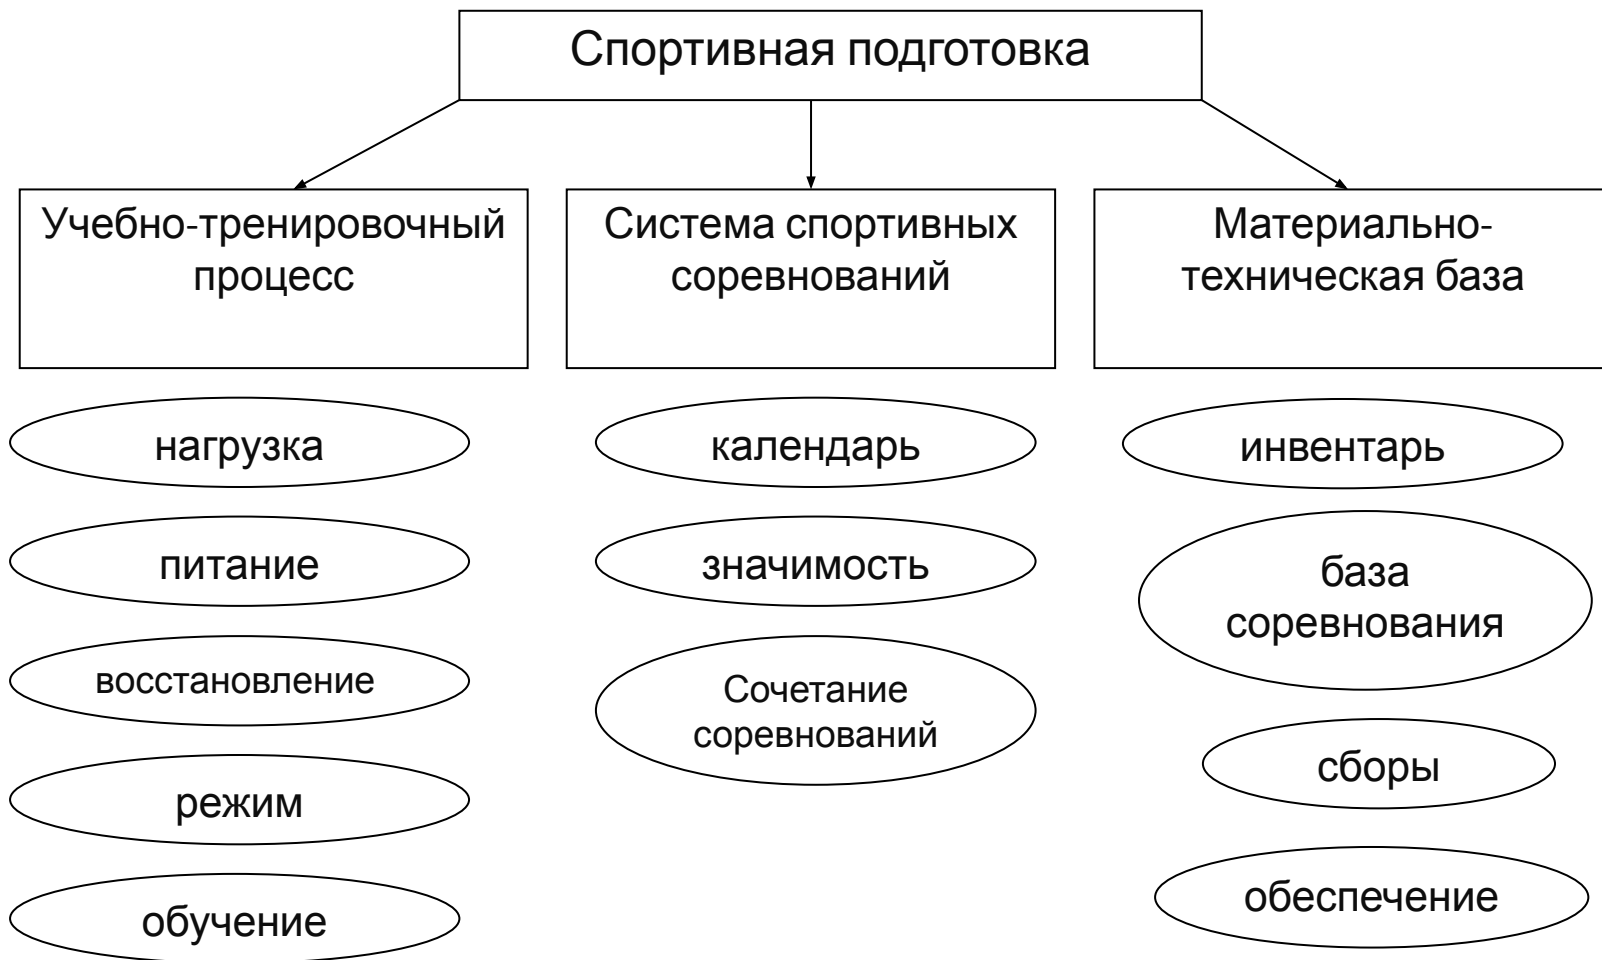 Спортивная подготовка
Учебно-тренировочный
процесс
Система спортивных
соревнований
Материально-
техническая база
нагрузка
питание
восстановление
режим
обучение
календарь
значимость
Сочетание
соревнований
инвентарь
база
соревнования
сборы
обеспечение